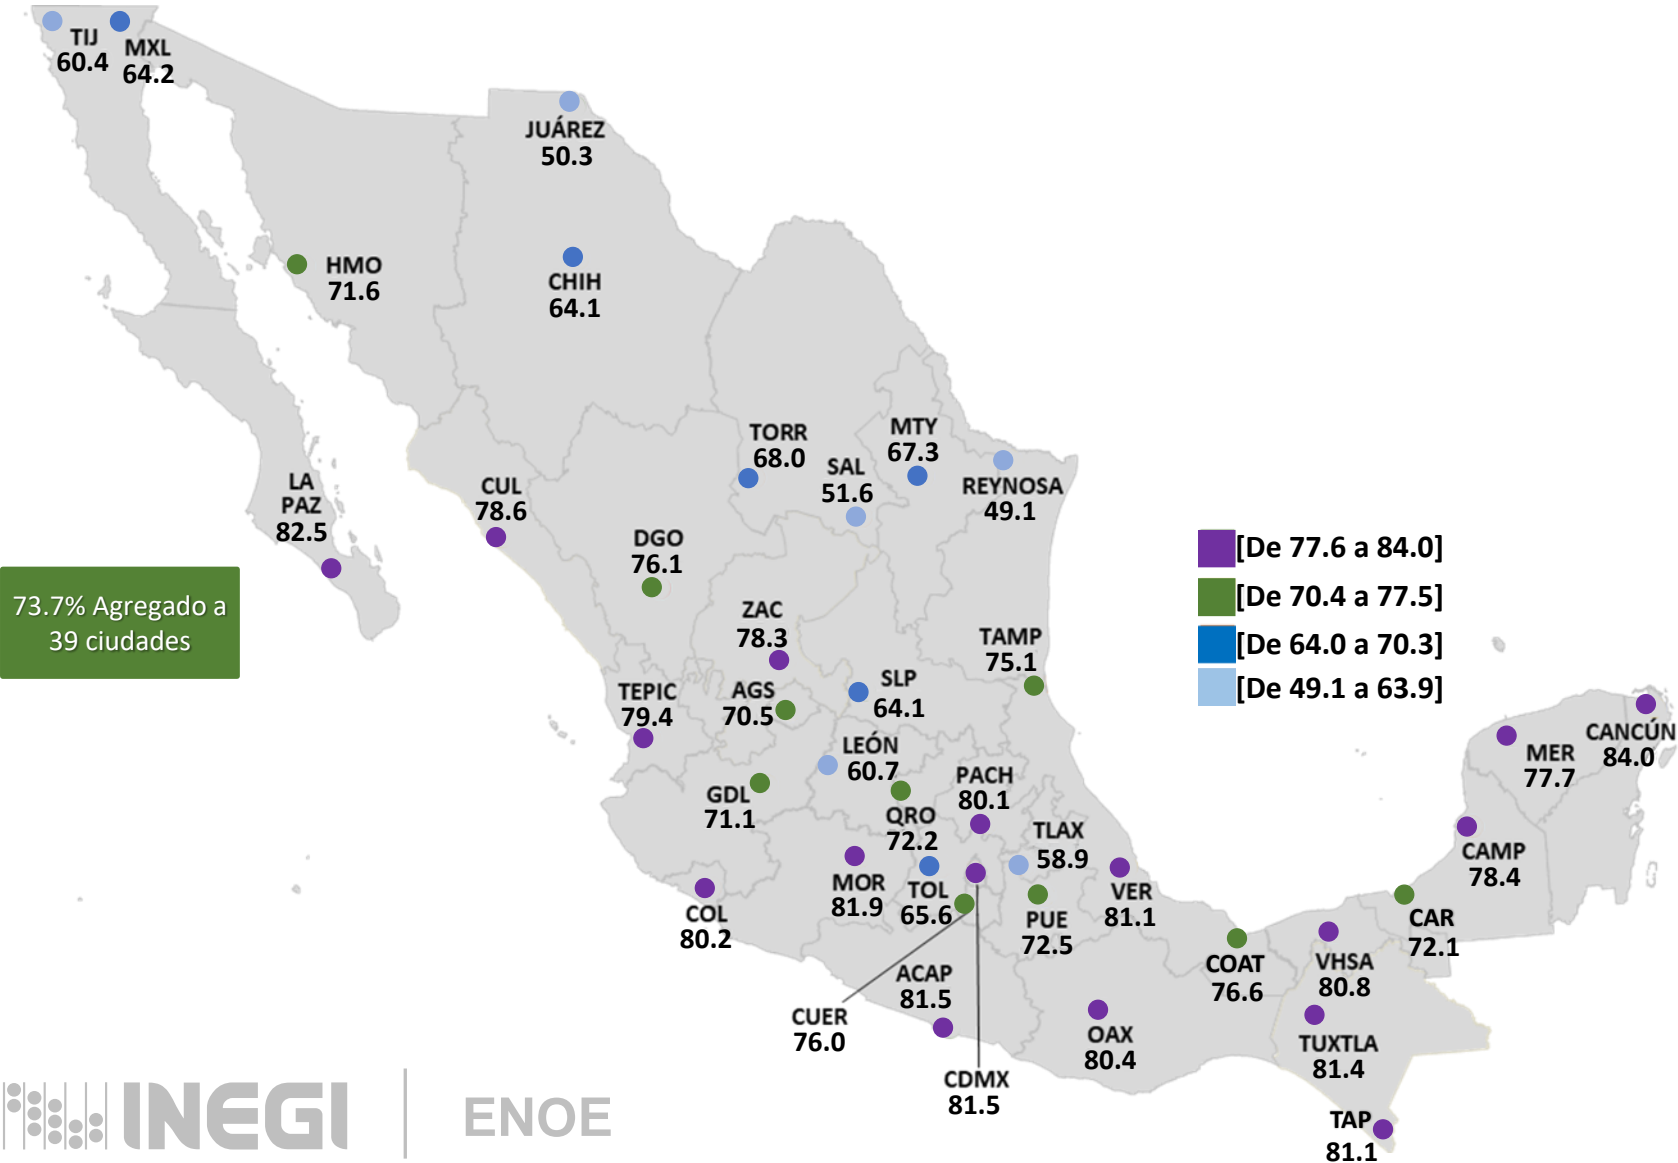 TIJ
60.4
MXL
64.2
JUÁREZ
50.3
HMO
71.6
CHIH
64.1
TORR
68.0
SAL
51.6
MTY
67.3
REYNOSA
49.1
LA
PAZ
82.5
CUL
78.6
DGO
76.1
[De 77.6 a 84.0]
[De 70.4 a 77.5]
[De 64.0 a 70.3]
[De 49.1 a 63.9]
73.7% Agregado a
39 ciudades
ZAC
78.3
TAMP
75.1
TEPIC
79.4
AGS
70.5
SLP
64.1
LEÓN
60.7
GDL
71.1
QRO
72.2
PACH
80.1
TLAX
58.9
CANCÚN
84.0
MER
77.7
CAMP
78.4
CAR
72.1
COL
80.2
MOR
81.9
TOL
65.6
PUE
72.5
VER
81.1
COAT
76.6
VHSA
80.8
ACAP
81.5
CUER
76.0
CDMX
81.5
OAX
80.4
TUXTLA
81.4
TAP
81.1
INEGI
ENOE